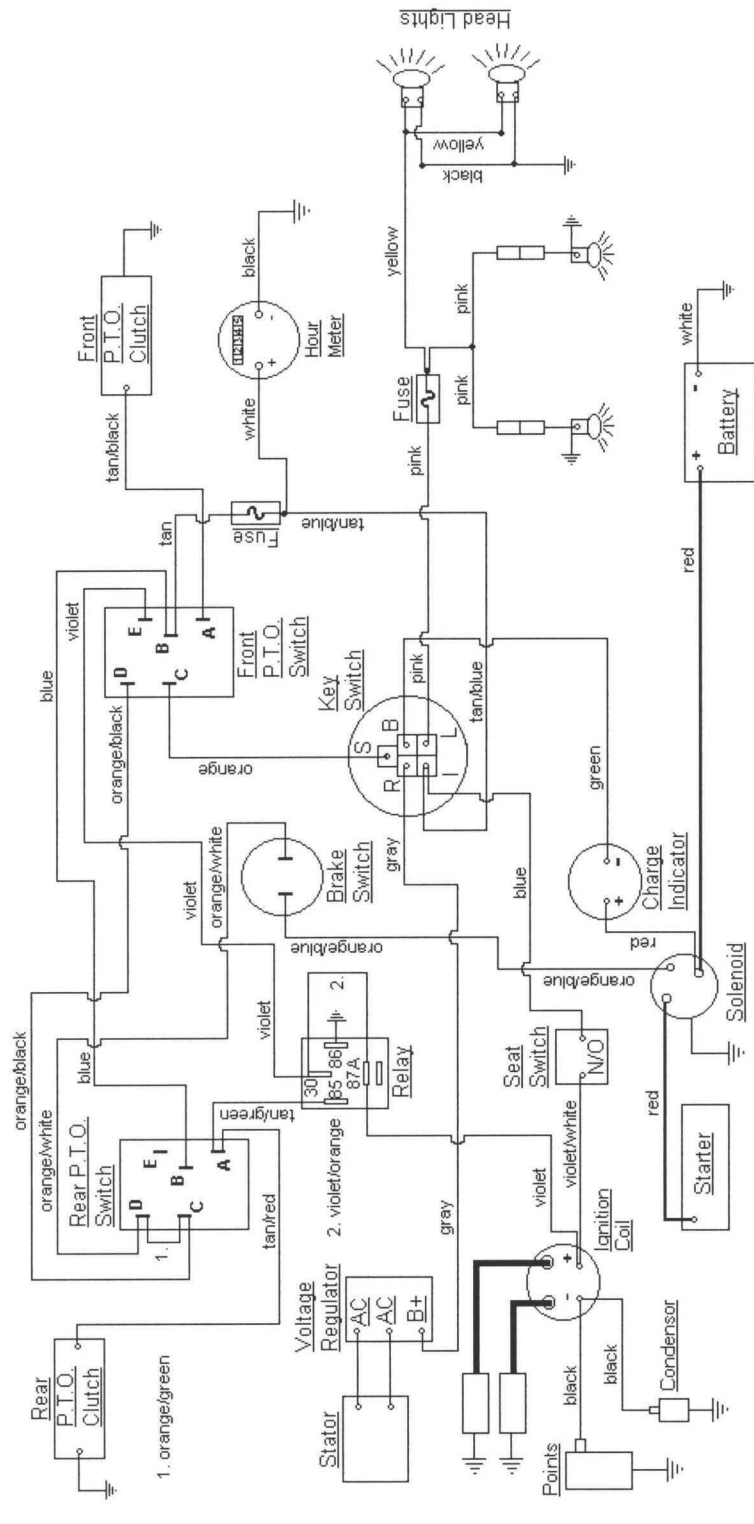 Rear
P.T.O.
Clutch
1. orange/green
tan/red
orange/black
orange/white
Rear P.T.O.
Switch
D
E
B
C
A
1.
blue
tan/green
blue
orange/black
violet
violet
violet
orange/white
D
E
B
C
A
Front
P.T.O.
Switch
tan
tan/black
Front
P.T.O.
Clutch
Fuse
tan/blue
white
12345
+
-
Hour
Meter
black
Stator
Voltage
Regulator
AC
AC
B+
gray
2. violet/orange
30
85
86
87A
2.
Relay
Brake
Switch
orange/blue
orange
Key
Switch
S
R
B
I
L
gray
pink
tan/blue
pink
Fuse
yellow
pink
pink
yellow
black
Head Lights
violet
violet/white
Ignition
Coil
-
+
black
black
Points
Condensor
Seat
Switch
N/O
blue
orange/blue
Starter
red
Solenoid
red
+
-
Charge
Indicator
green
red
+
-
Battery
white